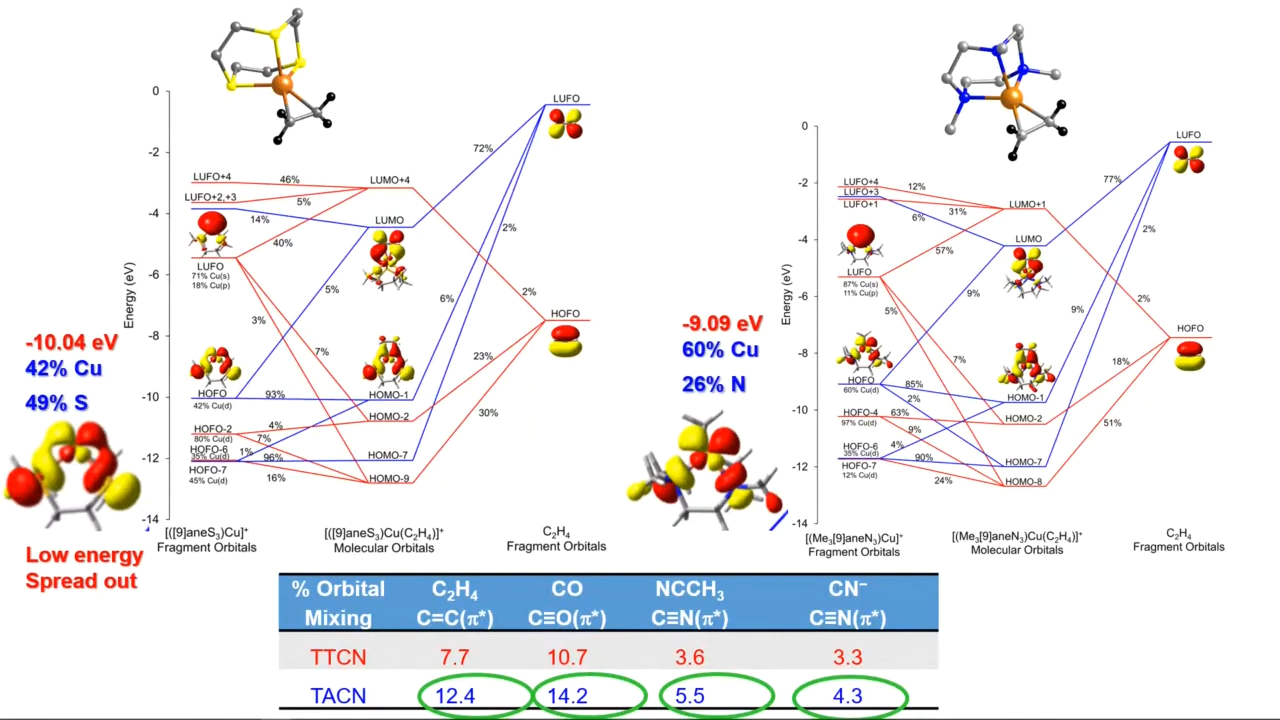 0
-2
-4
-6
-8
-10
-12
-14
Energy (eV)
LUFO+4
LUFO+2,+3
LUFO
71% Cu(s)
18% Cu(p)
HOFO
42% Cu(d)
HOFO-2
80% Cu(d)
HOFO-6
35% Cu(d)
HOFO-7
45% Cu(d)
46%
5%
14%
40%
5%
3%
7%
93%
4%
7%
1%
96%
16%
LUMO+4
LUMO
HOMO-1
HOMO-2
HOMO-7
HOMO-9
72%
2%
6%
2%
23%
30%
LUFO
HOFO
[([9]aneS₃)Cu]⁺
Fragment Orbitals
[([9]aneS₃)Cu(C₂H₄)]⁺
Molecular Orbitals
C₂H₄
Fragment Orbitals
-10.04 eV
42% Cu
49% S
Low energy
Spread out
-9.09 eV
60% Cu
26% N
0
-2
-4
-6
-8
-10
-12
-14
Energy (eV)
LUFO+4
LUFO+3
LUFO+1
LUFO
87% Cu(s)
11% Cu(p)
HOFO
60% Cu(d)
HOFO-4
97% Cu(d)
HOFO-6
35% Cu(d)
HOFO-7
12% Cu(d)
12%
31%
6%
57%
9%
5%
7%
85%
2%
63%
9%
4%
90%
24%
LUMO+1
LUMO
HOMO-1
HOMO-2
HOMO-7
HOMO-8
77%
2%
9%
2%
18%
51%
LUFO
HOFO
[(Me₃[9]aneN₃)Cu]⁺
Fragment Orbitals
[(Me₃[9]aneN₃)Cu(C₂H₄)]⁺
Molecular Orbitals
C₂H₄
Fragment Orbitals
% Orbital Mixing C₂H₄ C=C(π*) CO C≡O(π*) NCCH₃ C≡N(π*) CN⁻ C≡N(π*)
TTCN 7.7 10.7 3.6 3.3
TACN 12.4 14.2 5.5 4.3